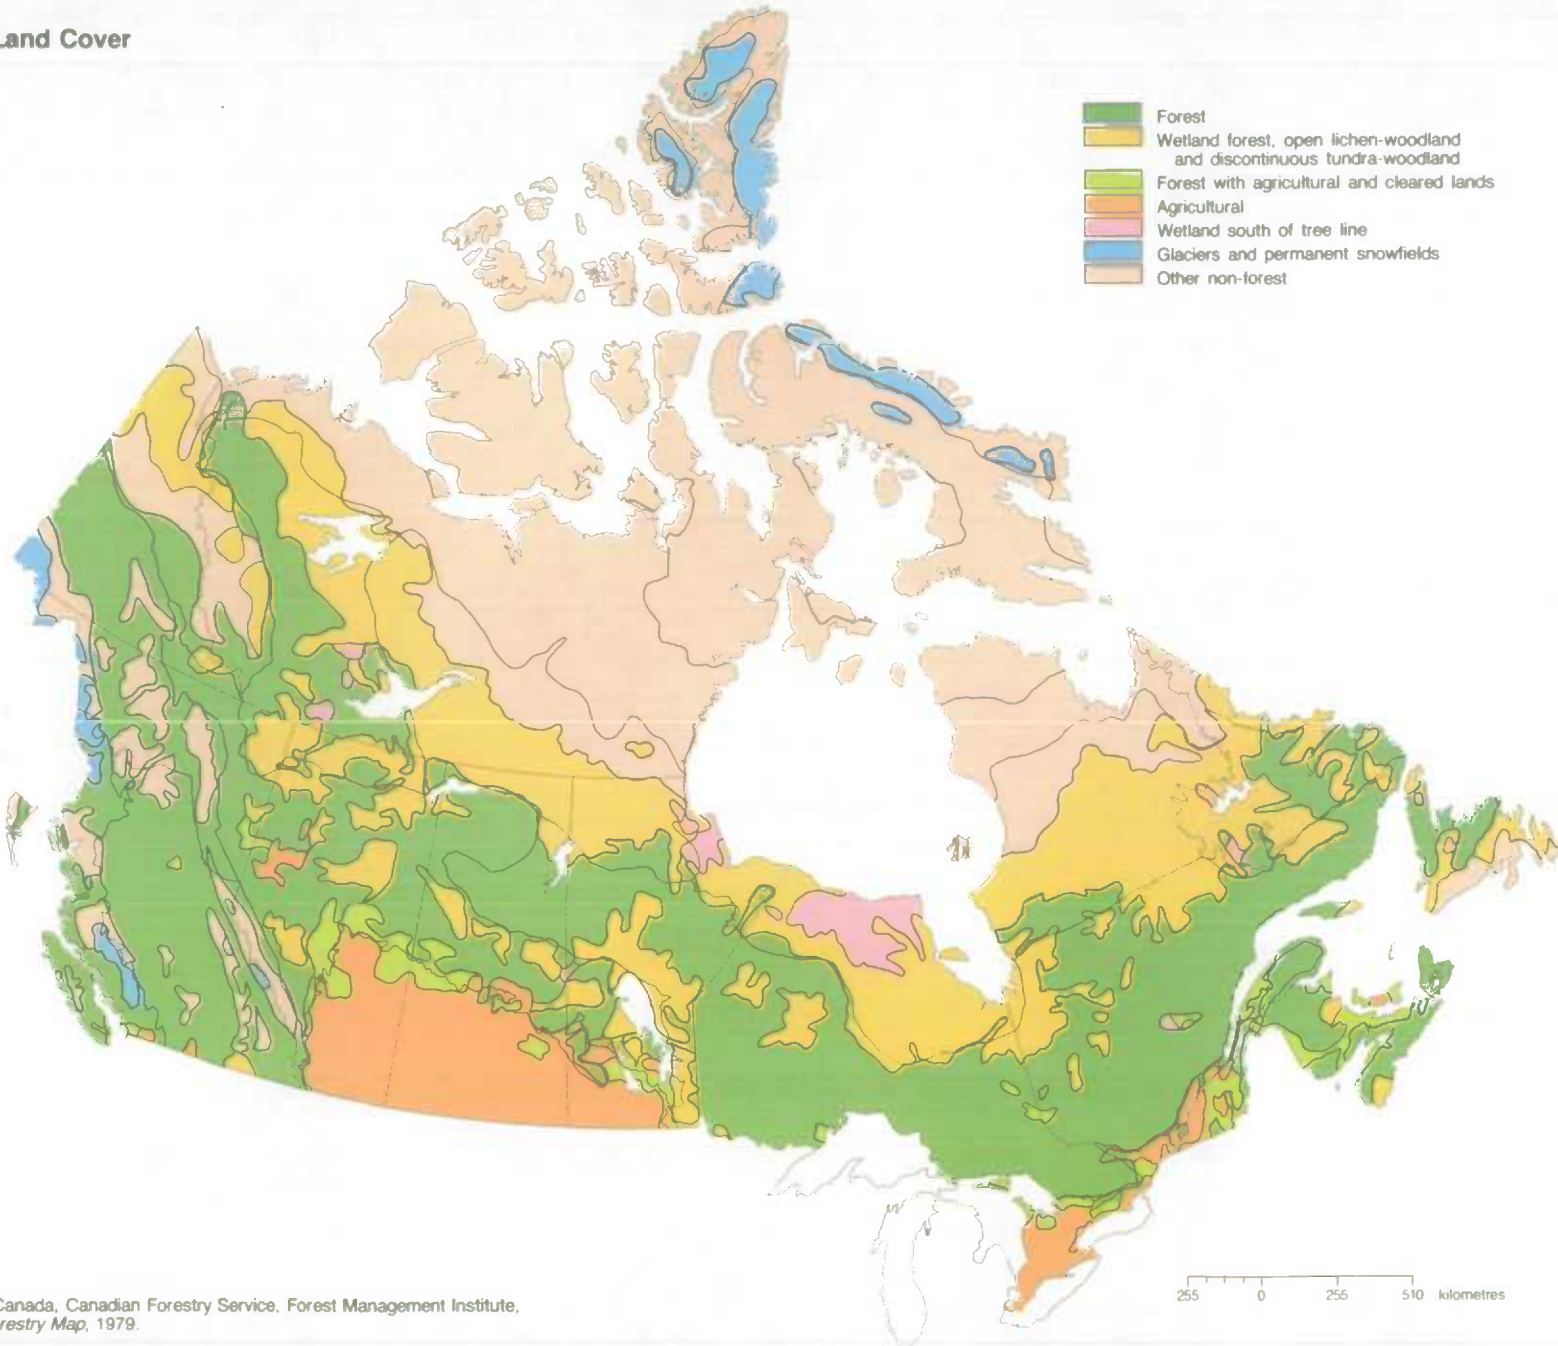 Land Cover
Forest
Wetland forest, open lichen-woodland
and discontinuous tundra-woodland
Forest with agricultural and cleared lands
Agricultural
Wetland south of tree line
Glaciers and permanent snowfields
Other non-forest
255 0 255 510 kilometres
Canada, Canadian Forestry Service, Forest Management Institute,
restry Map, 1979.